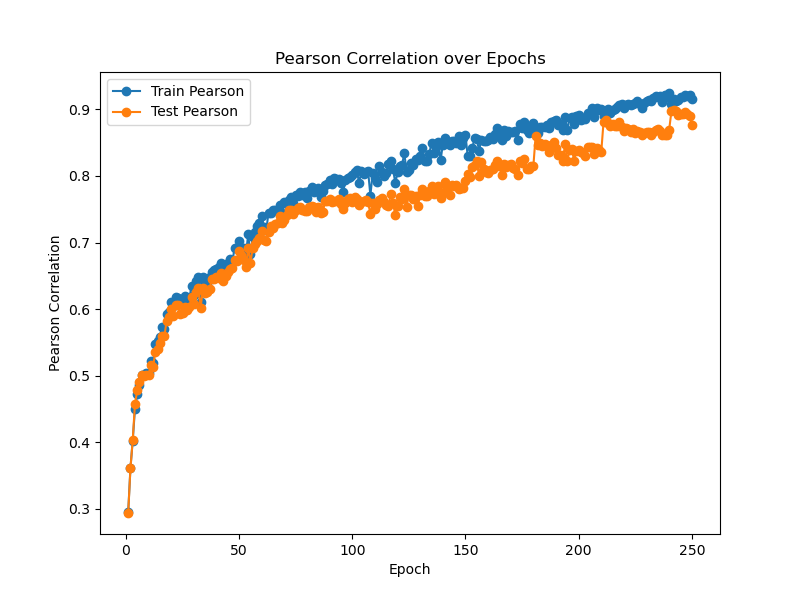 Pearson Correlation over Epochs
Train Pearson
Test Pearson
Pearson Correlation
0.9
0.8
0.7
0.6
0.5
0.4
0.3
0 50 100 150 200 250
Epoch